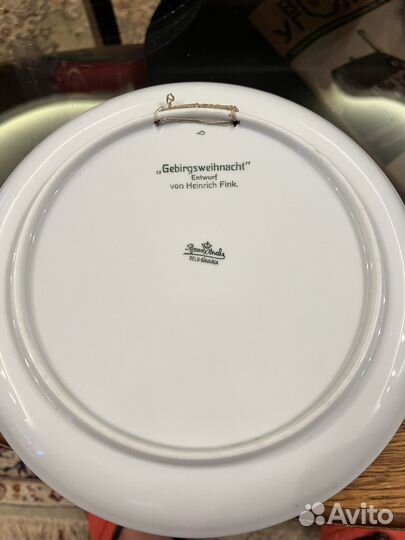 „Gebirgsweihnacht"
Entwurf
von Heinrich Fink.
Rosenthal
SELB-BAVARIA
Avito